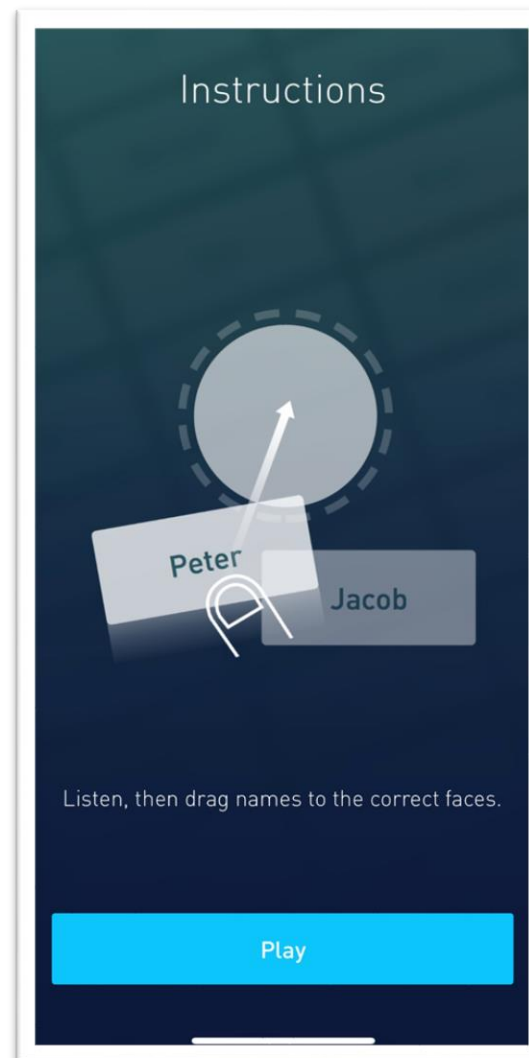 Instructions
Peter
Jacob
Listen, then drag names to the correct faces.
Play